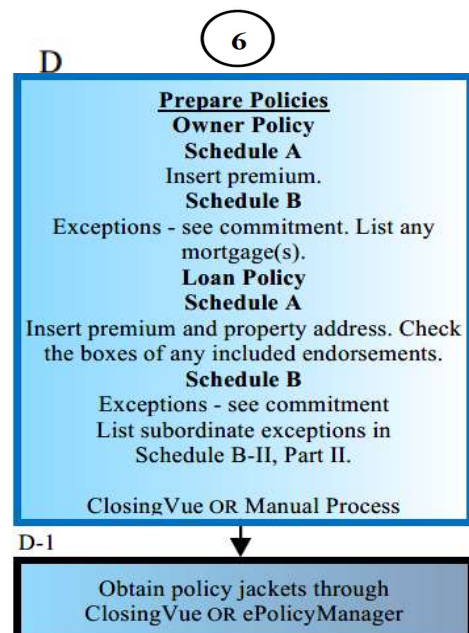 6
D
Prepare Policies
Owner Policy
Schedule A
Insert premium.
Schedule B
Exceptions - see commitment. List any
mortgage(s).
Loan Policy
Schedule A
Insert premium and property address. Check
the boxes of any included endorsements.
Schedule B
Exceptions - see commitment
List subordinate exceptions in
Schedule B-II, Part II.
ClosingVue OR Manual Process
D-1
Obtain policy jackets through
ClosingVue OR ePolicyManager